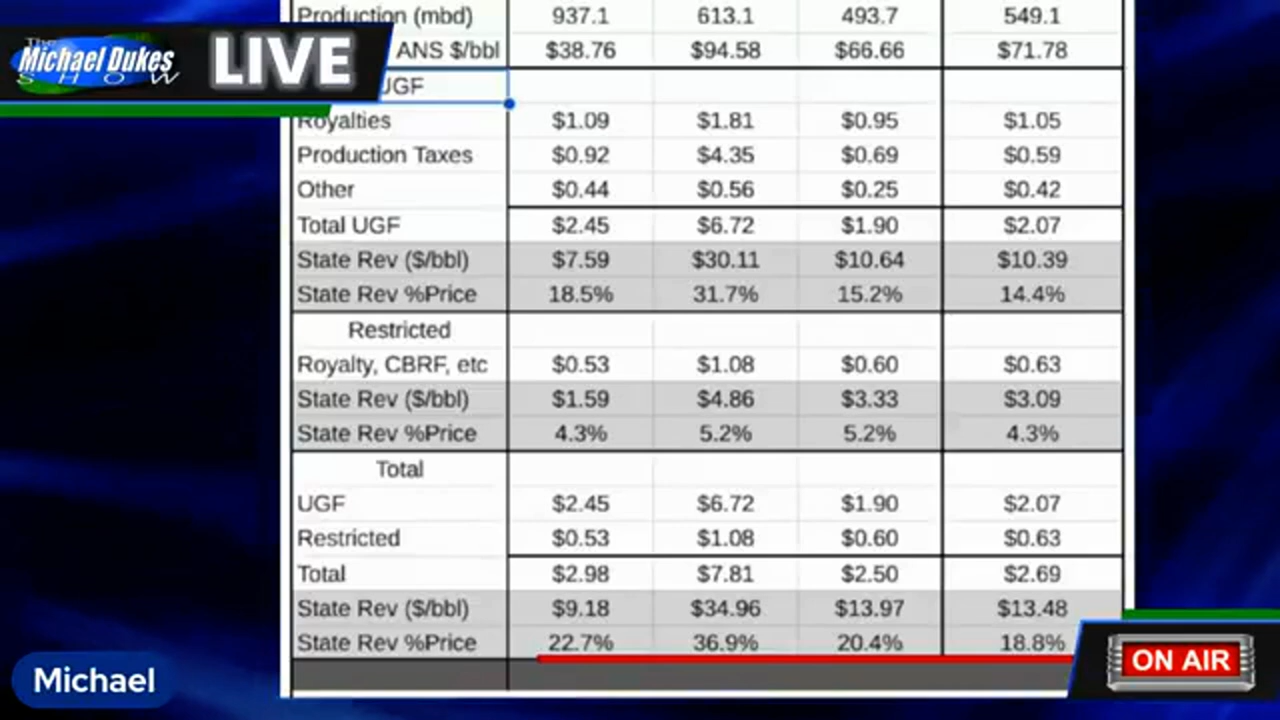 Production (mbd) 937.1 613.1 493.7 549.1
The
Michael Dukes
SHOW
LIVE
ANS $/bbl $38.76 $94.58 $66.66 $71.78
UGF
Royalties $1.09 $1.81 $0.95 $1.05
Production Taxes $0.92 $4.35 $0.69 $0.59
Other $0.44 $0.56 $0.25 $0.42
Total UGF $2.45 $6.72 $1.90 $2.07
State Rev ($/bbl) $7.59 $30.11 $10.64 $10.39
State Rev %Price 18.5% 31.7% 15.2% 14.4%
Restricted
Royalty, CBRF, etc $0.53 $1.08 $0.60 $0.63
State Rev ($/bbl) $1.59 $4.86 $3.33 $3.09
State Rev %Price 4.3% 5.2% 5.2% 4.3%
Total
UGF $2.45 $6.72 $1.90 $2.07
Restricted $0.53 $1.08 $0.60 $0.63
Total $2.98 $7.81 $2.50 $2.69
State Rev ($/bbl) $9.18 $34.96 $13.97 $13.48
State Rev %Price 22.7% 36.9% 20.4% 18.8%
Michael
ON AIR